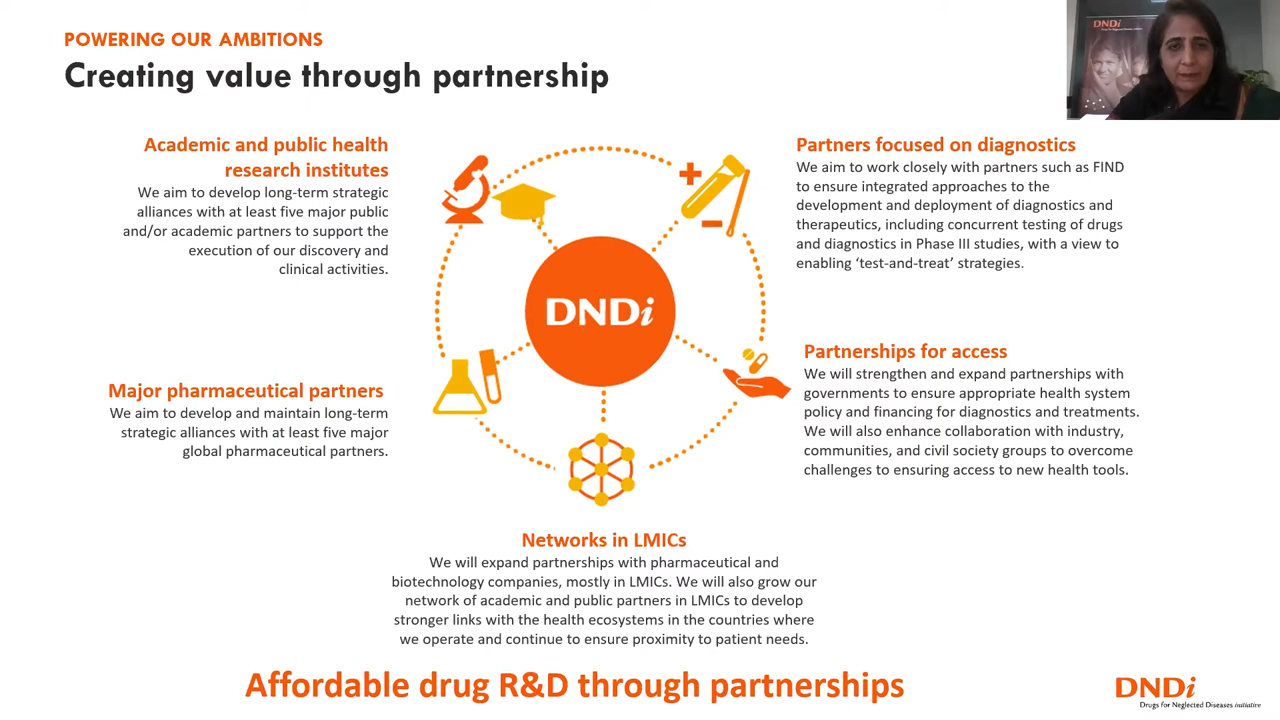 POWERING OUR AMBITIONS
Creating value through partnership
DNDi
Academic and public health
research institutes
We aim to develop long-term strategic
alliances with at least five major public
and/or academic partners to support the
execution of our discovery and
clinical activities.
Partners focused on diagnostics
We aim to work closely with partners such as FIND
to ensure integrated approaches to the
development and deployment of diagnostics and
therapeutics, including concurrent testing of drugs
and diagnostics in Phase III studies, with a view to
enabling ‘test-and-treat’ strategies.
DNDi
Major pharmaceutical partners
We aim to develop and maintain long-term
strategic alliances with at least five major
global pharmaceutical partners.
Partnerships for access
We will strengthen and expand partnerships with
governments to ensure appropriate health system
policy and financing for diagnostics and treatments.
We will also enhance collaboration with industry,
communities, and civil society groups to overcome
challenges to ensuring access to new health tools.
Networks in LMICs
We will expand partnerships with pharmaceutical and
biotechnology companies, mostly in LMICs. We will also grow our
network of academic and public partners in LMICs to develop
stronger links with the health ecosystems in the countries where
we operate and continue to ensure proximity to patient needs.
Affordable drug R&D through partnerships
DNDi
Drugs for Neglected Diseases initiative